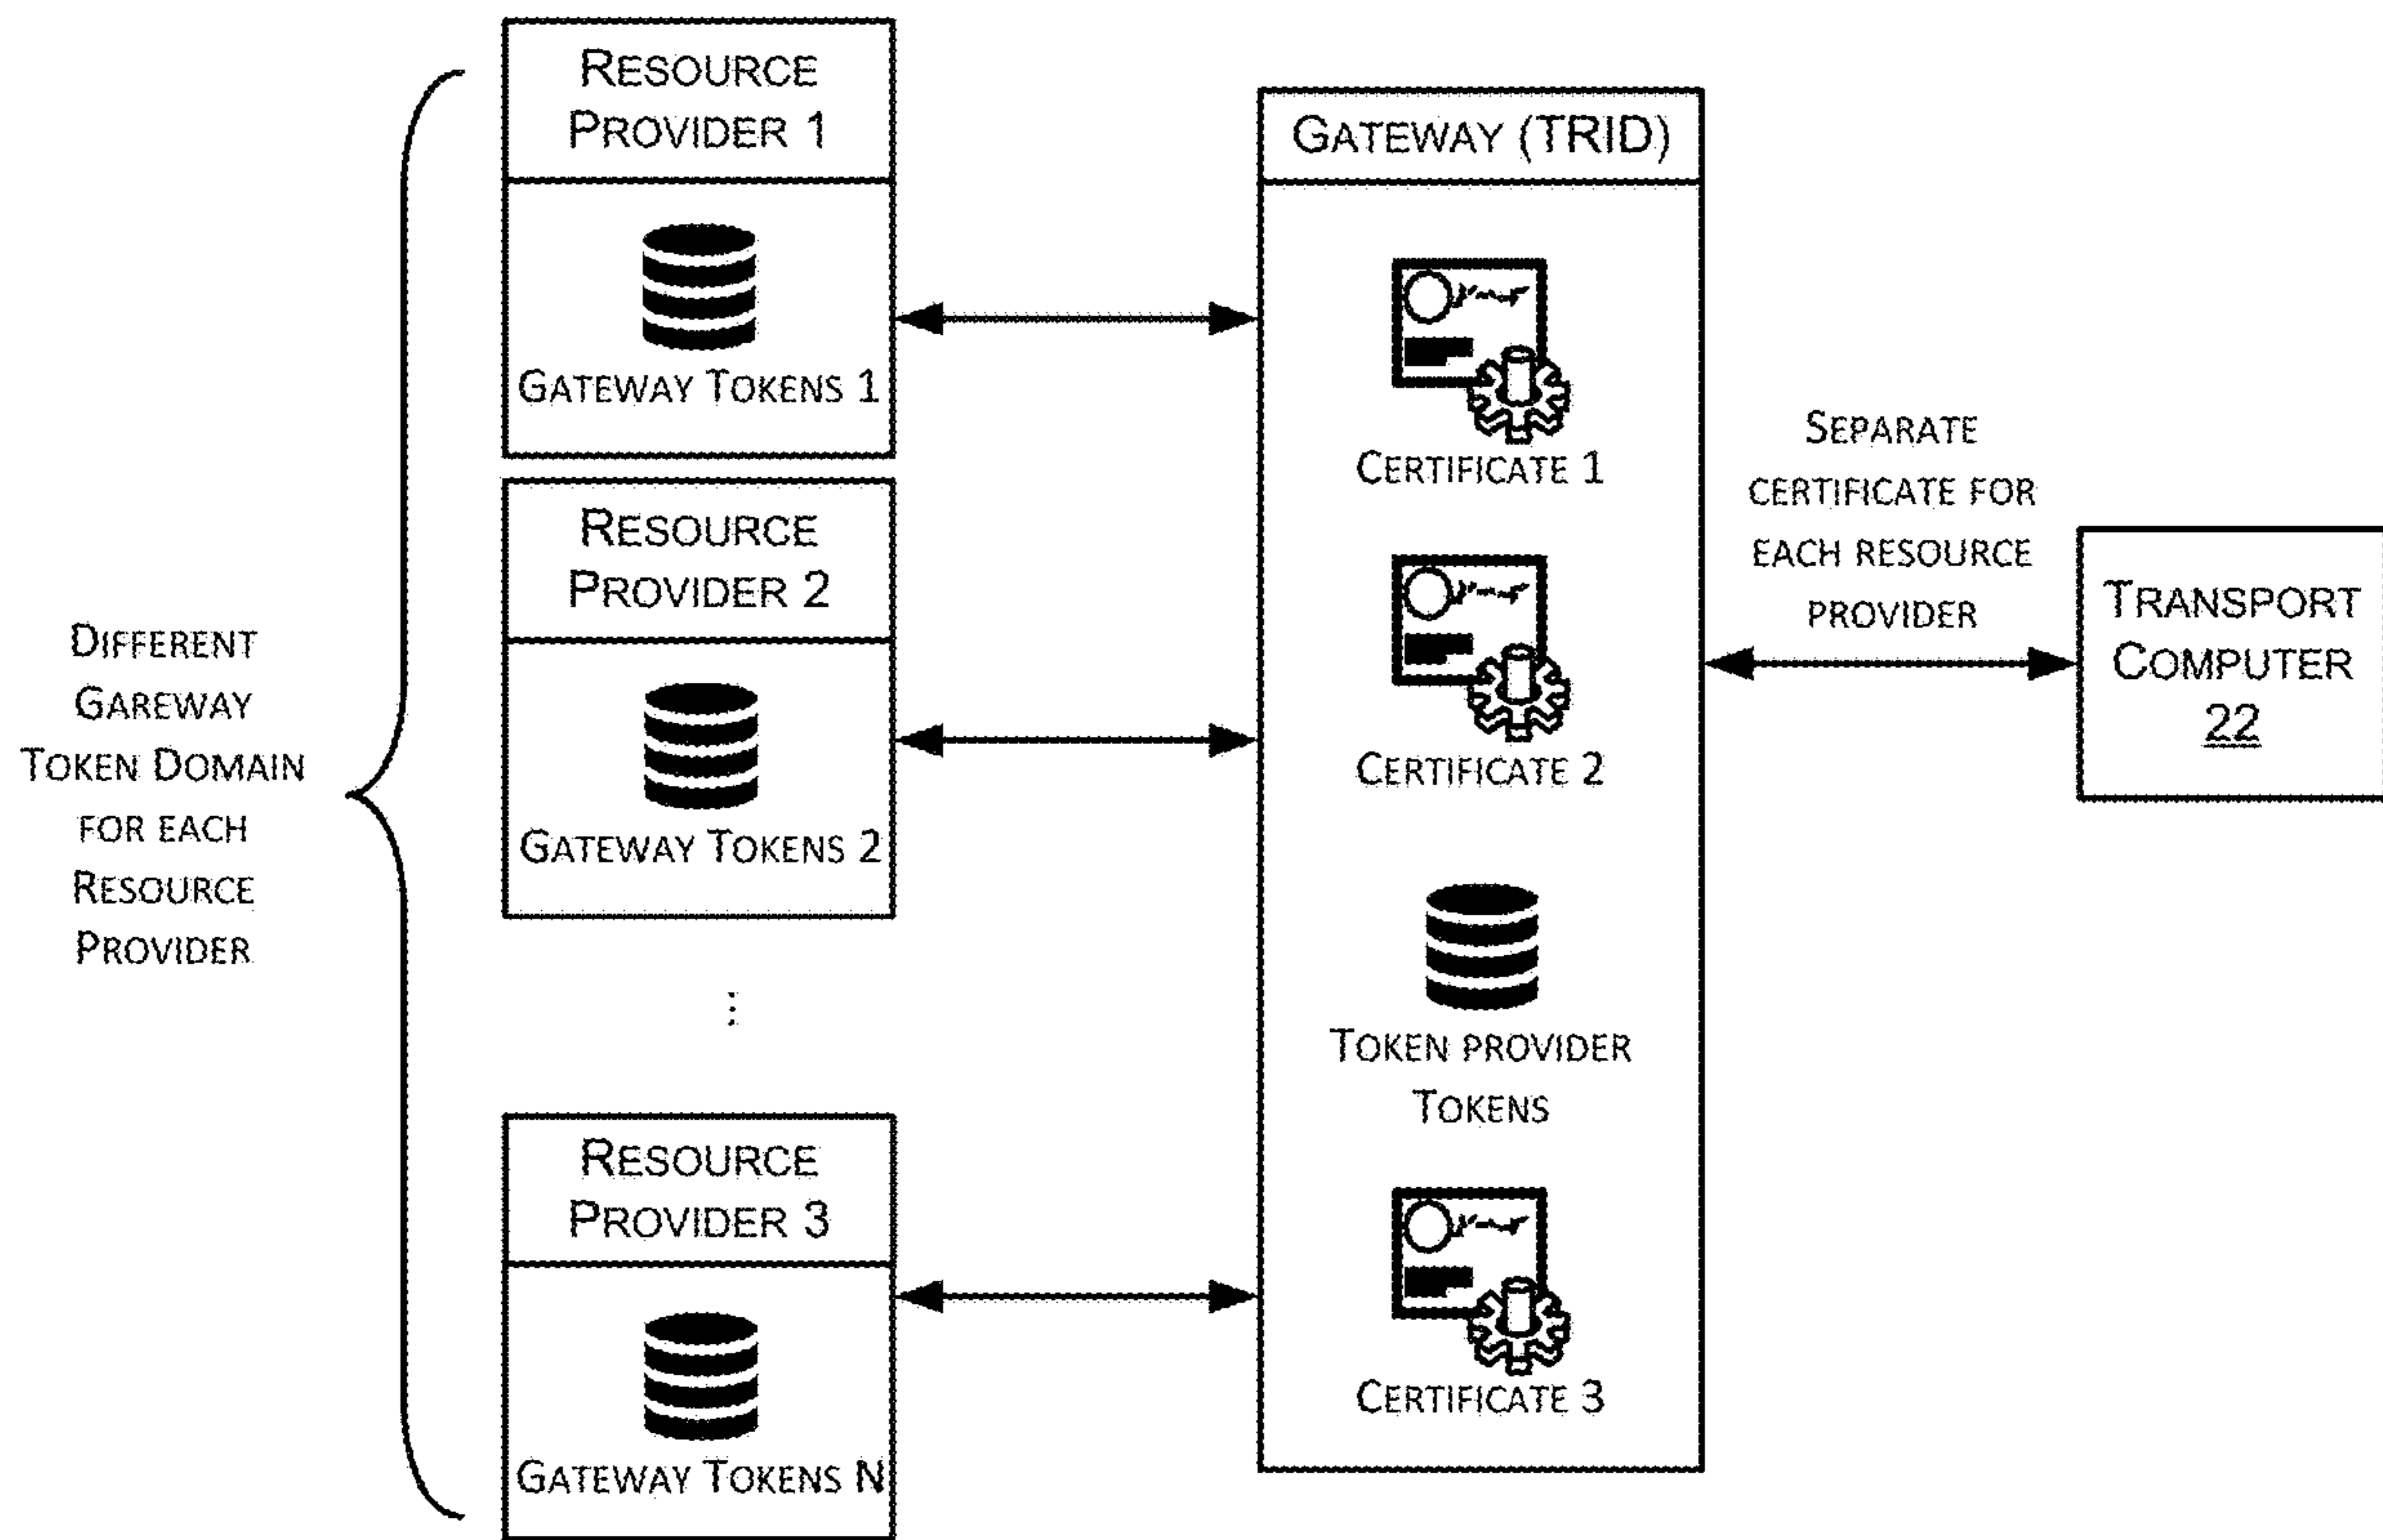 DIFFERENT
GAREWAY
TOKEN DOMAIN
FOR EACH
RESOURCE
PROVIDER
RESOURCE
PROVIDER 1
GATEWAY TOKENS 1
RESOURCE
PROVIDER 2
GATEWAY TOKENS 2
⋮
RESOURCE
PROVIDER 3
GATEWAY TOKENS N
GATEWAY (TRID)
CERTIFICATE 1
CERTIFICATE 2
TOKEN PROVIDER
TOKENS
CERTIFICATE 3
SEPARATE
CERTIFICATE FOR
EACH RESOURCE
PROVIDER
TRANSPORT
COMPUTER
22